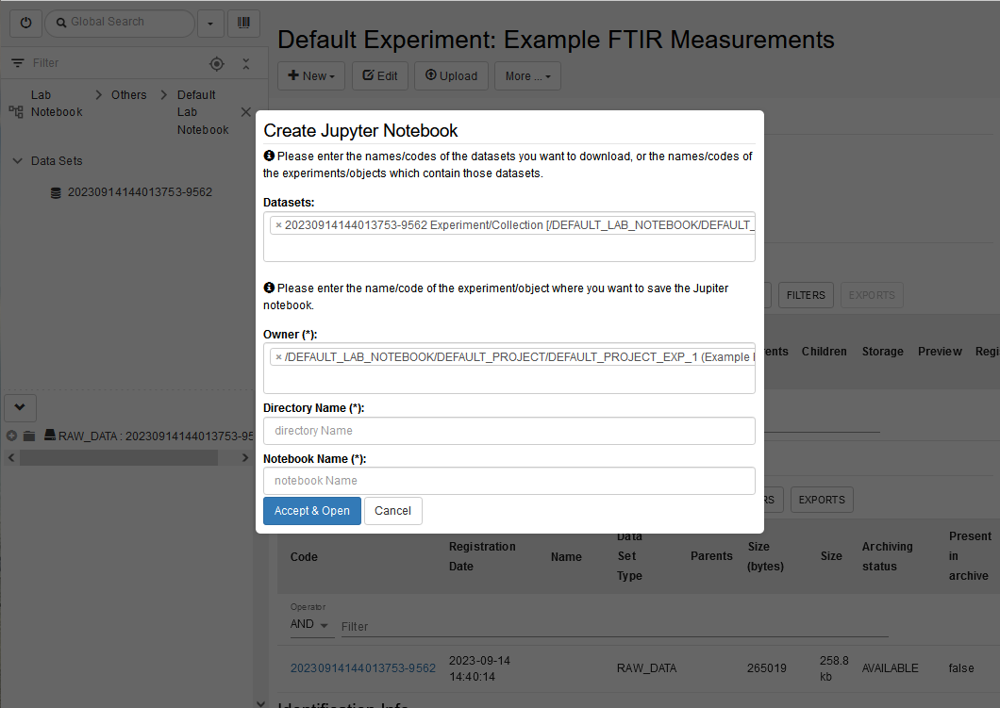 Global Search
Default Experiment: Example FTIR Measurements
Filter
New
Edit
Upload
More ...
Lab Notebook
Others
Default Lab Notebook
Data Sets
20230914144013753-9562
Create Jupyter Notebook
Please enter the names/codes of the datasets you want to download, or the names/codes of
the experiments/objects which contain those datasets.
Datasets:
× 20230914144013753-9562 Experiment/Collection [/DEFAULT_LAB_NOTEBOOK/DEFAULT_
Please enter the name/code of the experiment/object where you want to save the Jupiter
notebook.
Owner (*):
× /DEFAULT_LAB_NOTEBOOK/DEFAULT_PROJECT/DEFAULT_PROJECT_EXP_1 (Example
Directory Name (*):
directory Name
Notebook Name (*):
notebook Name
Accept & Open
Cancel
FILTERS
EXPORTS
ents
Children
Storage
Preview
Regi
RAW_DATA : 20230914144013753-95
RS
EXPORTS
Code
Registration Date
Name
Data Set Type
Parents
Size (bytes)
Size
Archiving status
Present in archive
Operator
AND
Filter
20230914144013753-9562
2023-09-14 14:40:14
RAW_DATA
265019
258.8 kb
AVAILABLE
false
Identification Info